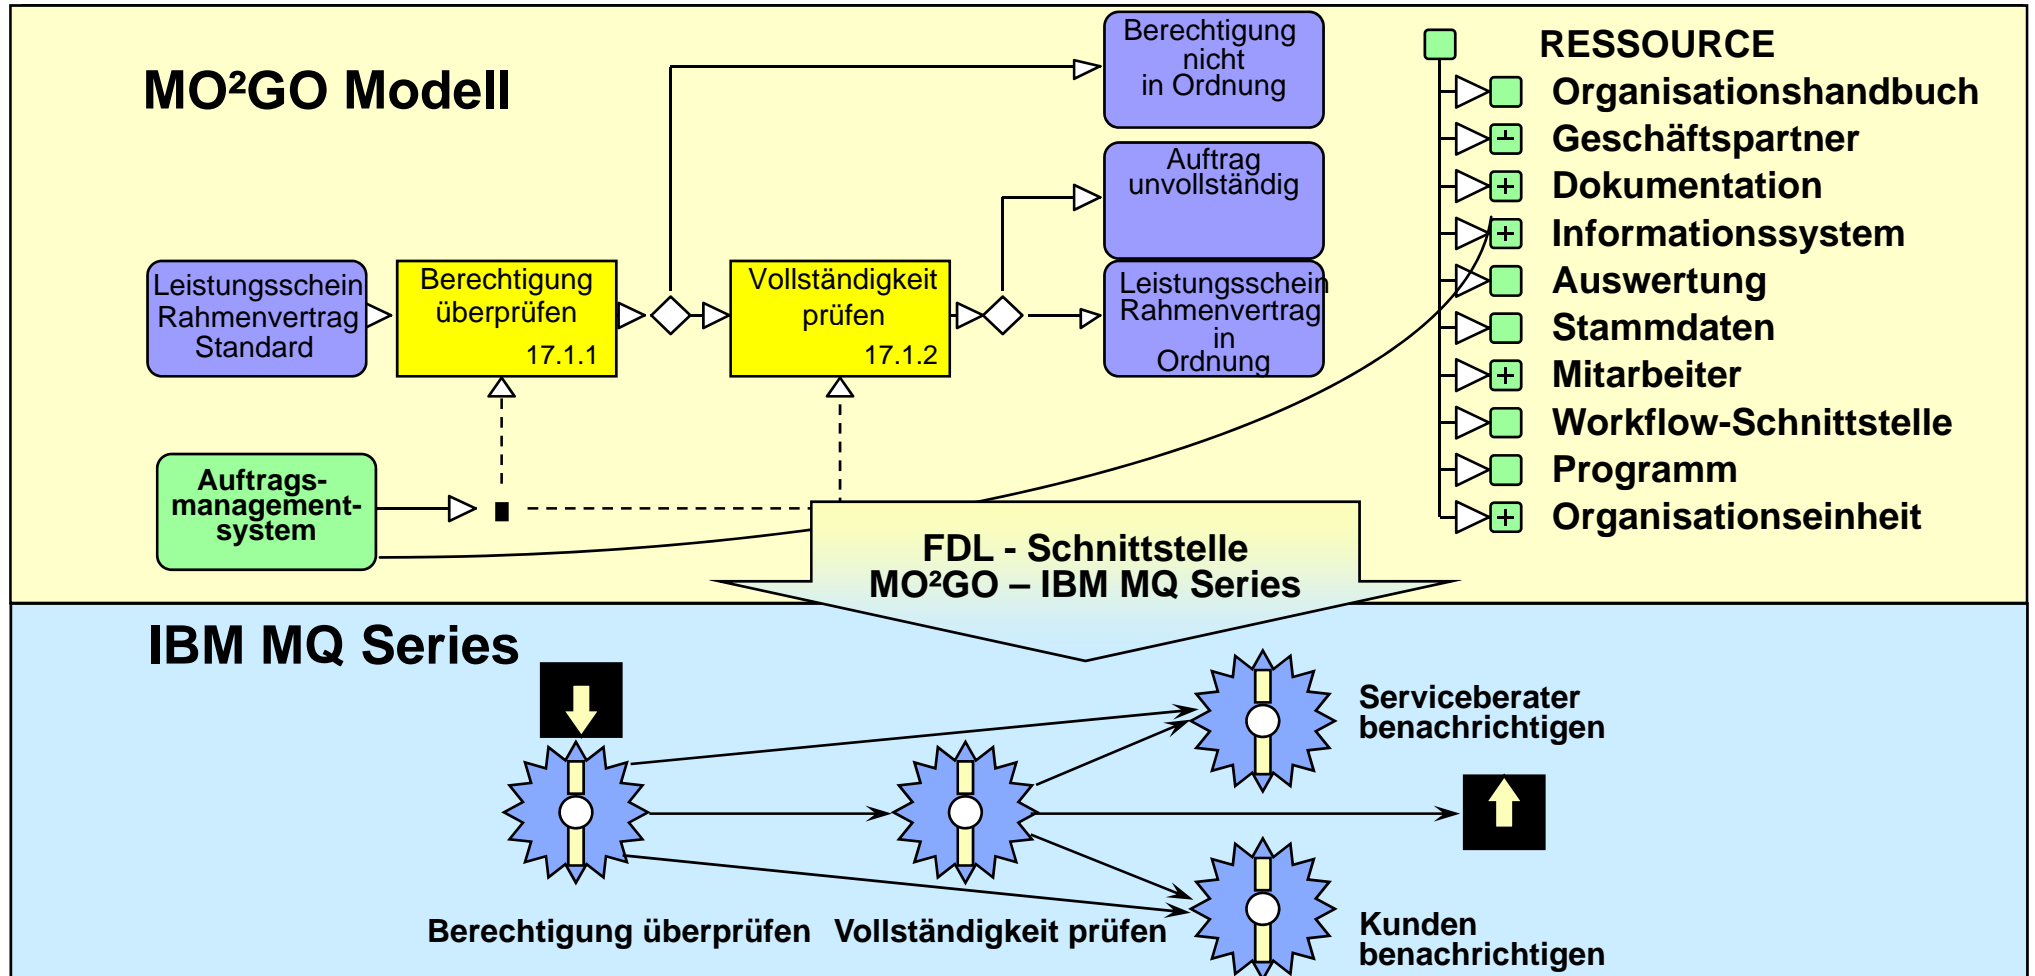 MO²GO Modell
Berechtigung
nicht
in Ordnung
Auftrag
unvollständig
Leistungsschein
Rahmenvertrag
Standard
Berechtigung
überprüfen
17.1.1
Vollständigkeit
prüfen
17.1.2
Leistungsschein
Rahmenvertrag
in
Ordnung
Auftrags-
management-
system
RESSOURCE
Organisationshandbuch
Geschäftspartner
Dokumentation
Informationssystem
Auswertung
Stammdaten
Mitarbeiter
Workflow-Schnittstelle
Programm
Organisationseinheit
FDL - Schnittstelle
MO²GO – IBM MQ Series
IBM MQ Series
Serviceberater
benachrichtigen
Berechtigung überprüfen
Vollständigkeit prüfen
Kunden
benachrichtigen